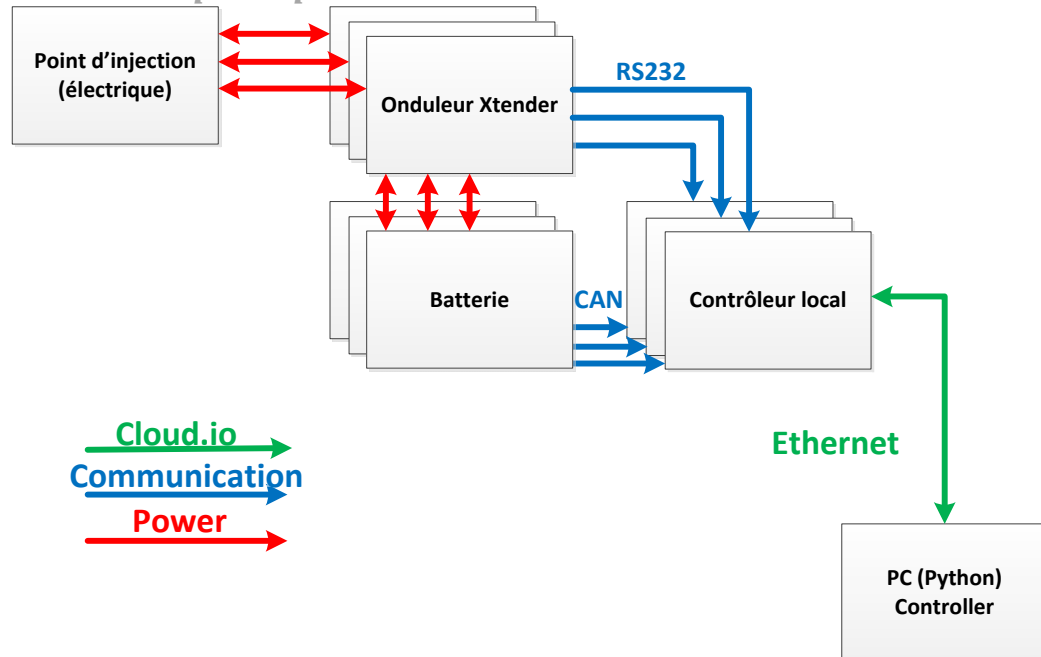 Point d'injection
(électrique)
Onduleur Xtender
RS232
Batterie
CAN
Contrôleur local
Cloud.io
Communication
Power
Ethernet
PC (Python)
Controller